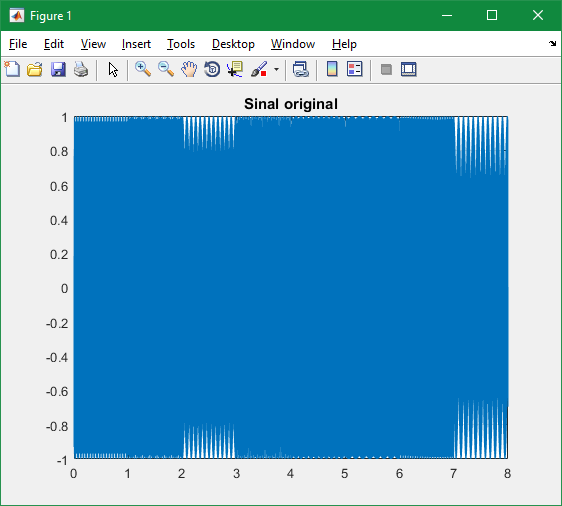 Figure 1
File Edit View Insert Tools Desktop Window Help
Sinal original
1
0.8
0.6
0.4
0.2
0
-0.2
-0.4
-0.6
-0.8
-1
0 1 2 3 4 5 6 7 8